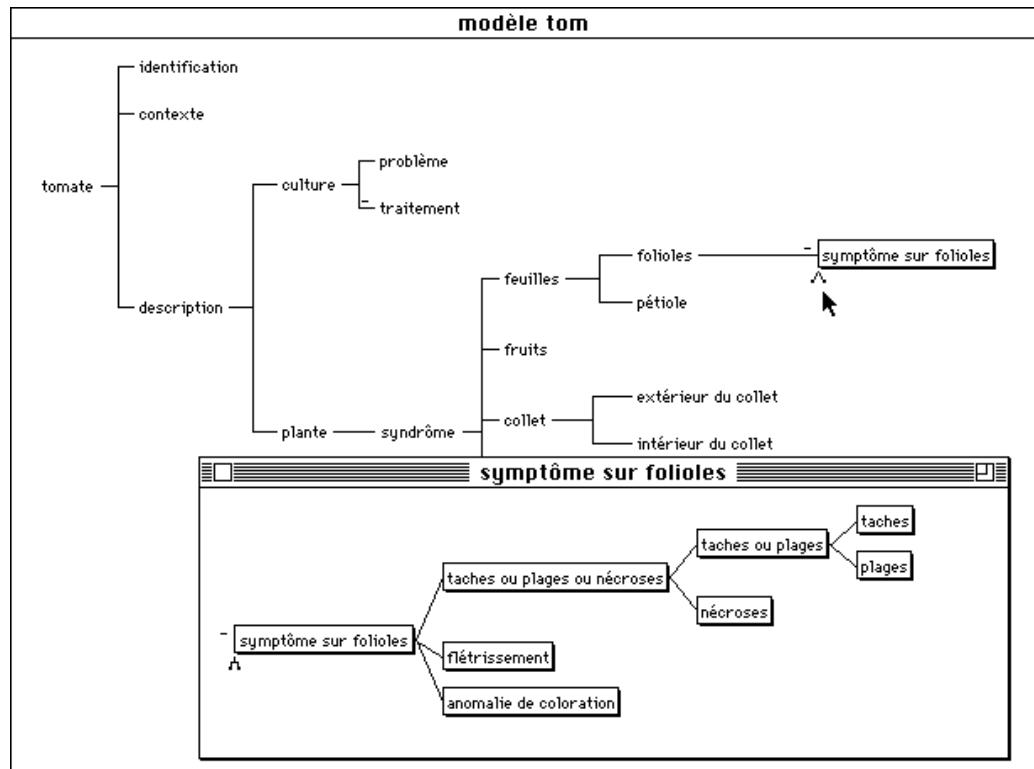 modèle tom
identification
contexte
problème
tomate
culture
traitement
folioles
symptôme sur folioles
feuilles
pétiole
description
fruits
extérieur du collet
collet
plante
syndrôme
intérieur du collet
symptôme sur folioles
taches
taches ou plages
plages
taches ou plages ou nécroses
nécroses
symptôme sur folioles
flétrissement
anomalie de coloration